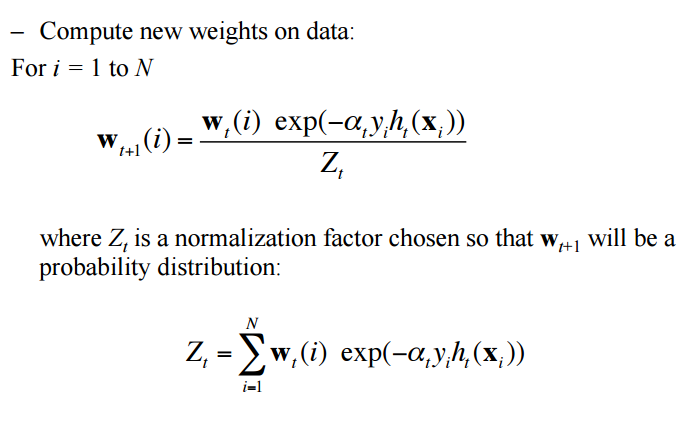 – Compute new weights on data:
For i = 1 to N
w_{t+1}(i) = \frac{w_t(i) exp(−α_t y_i h_t(x_i))}{Z_t}
where Z_t is a normalization factor chosen so that w_{t+1} will be a
probability distribution:
Z_t = \sum_{i=1}^{N} w_t(i) exp(−α_t y_i h_t(x_i))